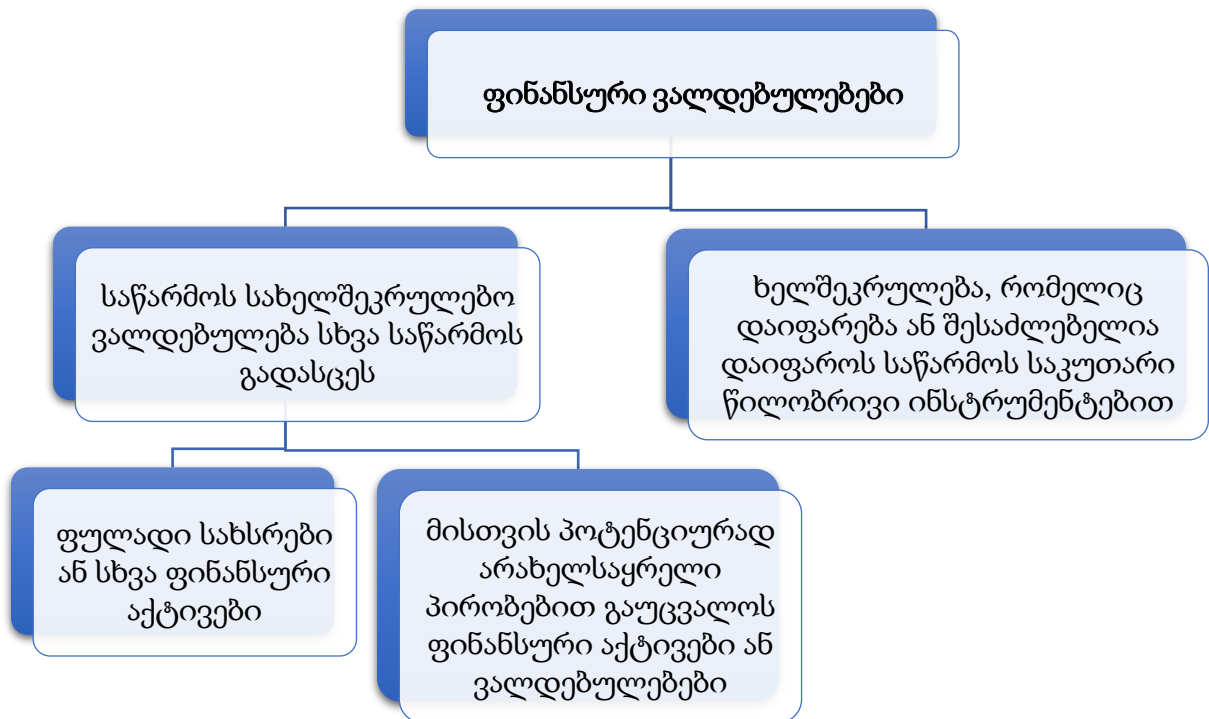 ფინანსური ვალდებულებები
საწარმოს სახელშეკრულებო
ვალდებულება სხვა საწარმოს
გადასცეს
ხელშეკრულება, რომელიც
დაიფარება ან შესაძლებელია
დაიფაროს საწარმოს საკუთარი
წილობრივი ინსტრუმენტებით
ფულადი სახსრები
ან სხვა ფინანსური
აქტივები
მისთვის პოტენციურად
არახელსაყრელი
პირობებით გაუცვალოს
ფინანსური აქტივები ან
ვალდებულებები